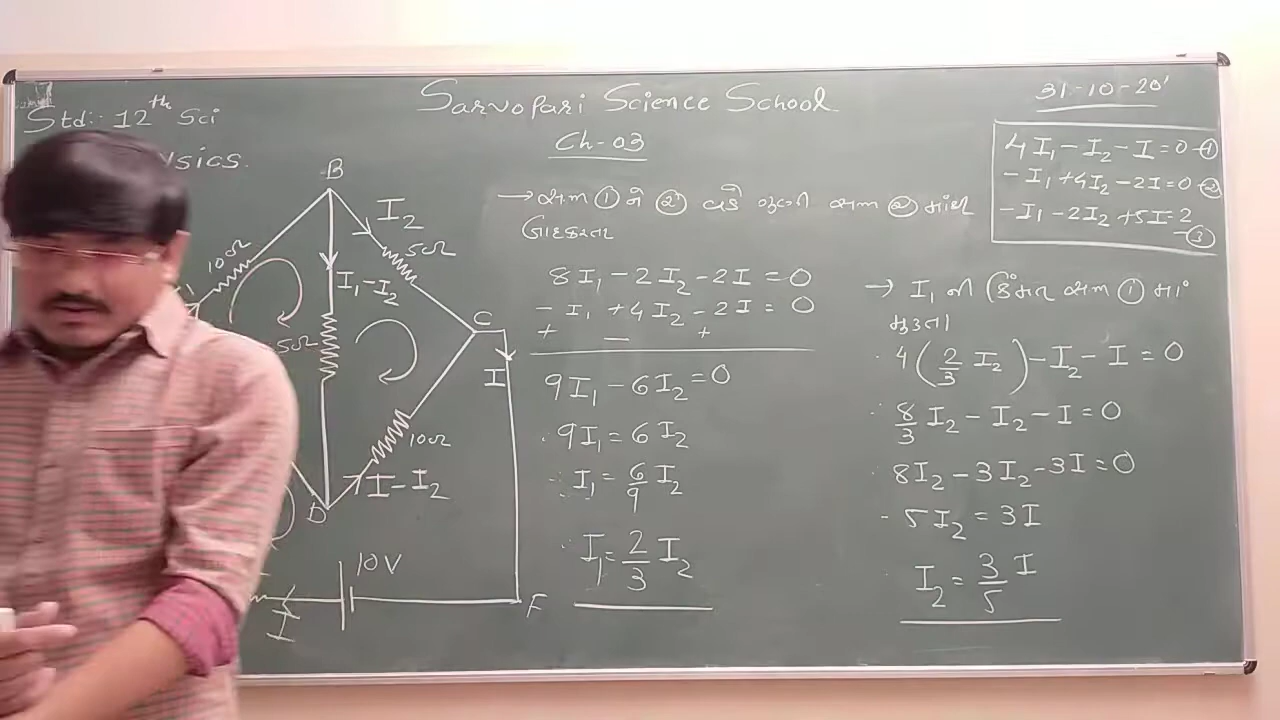 Sarvopari Science School
31-10-20'
Std:- 12th Sci
Ch-03
ysics.
4I₁ - I₂ - I = 0 -①
- I₁ + 4I₂ - 2I = 0 -②
- I₁ - 2I₂ + 5I = 2 -③
→ સમ ① ને ② વડે ગુણી સમ ② માંથી
બાદ કરતા
8I₁ - 2I₂ - 2I = 0
- I₁ + 4I₂ - 2I = 0
+ - +
9I₁ - 6I₂ = 0
∴ 9I₁ = 6I₂
∴ I₁ = 6/9 I₂
∴ I₁ = 2/3 I₂
→ I₁ ની કિંમત સમ ① માં
મુકતા
∴ 4(2/3 I₂) - I₂ - I = 0
∴ 8/3 I₂ - I₂ - I = 0
∴ 8I₂ - 3I₂ - 3I = 0
∴ 5I₂ = 3I
I₂ = 3/5 I
B
I₂
10Ω
5Ω
I₁ - I₂
5Ω
C
I
10Ω
I - I₂
D
10V
I
F